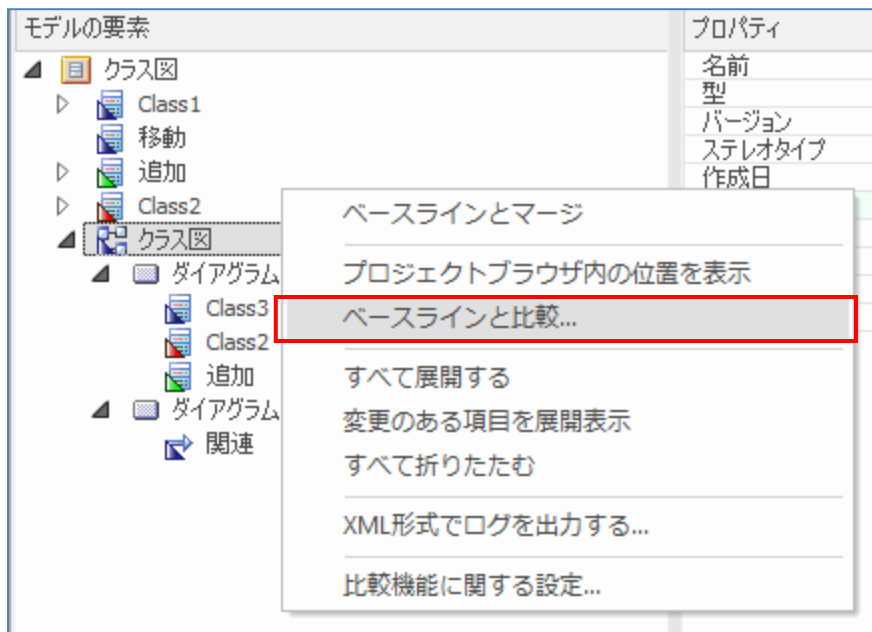 モデルの要素
プロパティ
クラス図
名前
Class1
型
移動
バージョン
追加
ステレオタイプ
Class2
作成日
クラス図
ダイアグラム
Class3
Class2
追加
ダイアグラム
関連
ベースラインとマージ
プロジェクトブラウザ内の位置を表示
ベースラインと比較...
すべて展開する
変更のある項目を展開表示
すべて折りたたむ
XML形式でログを出力する...
比較機能に関する設定...